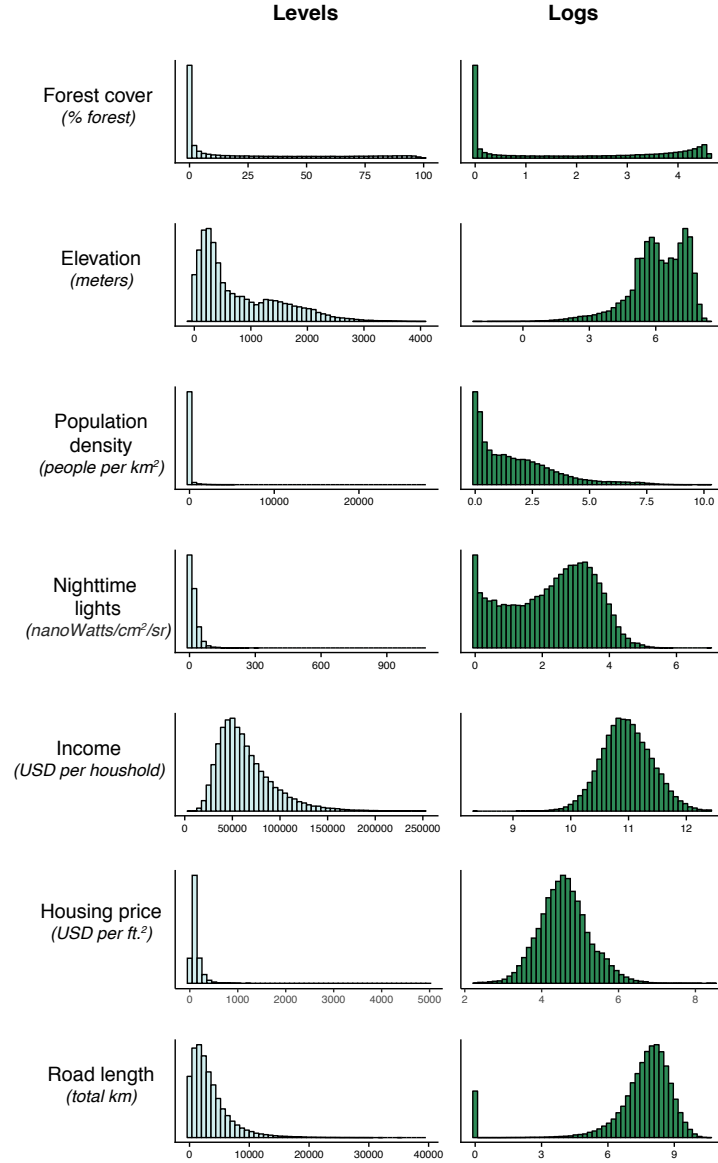 Levels Logs
Forest cover
(% forest)
0 25 50 75 100 0 1 2 3 4
Elevation
(meters)
0 1000 2000 3000 4000 0 3 6
Population
density
(people per km²)
0 10000 20000 0.0 2.5 5.0 7.5 10.0
Nighttime
lights
(nanoWatts/cm²/sr)
0 300 600 900 0 2 4 6
Income
(USD per houshold)
0 50000 100000 150000 200000 250000 9 10 11 12
Housing price
(USD per ft.²)
0 1000 2000 3000 4000 5000 2 4 6 8
Road length
(total km)
0 10000 20000 30000 40000 0 3 6 9